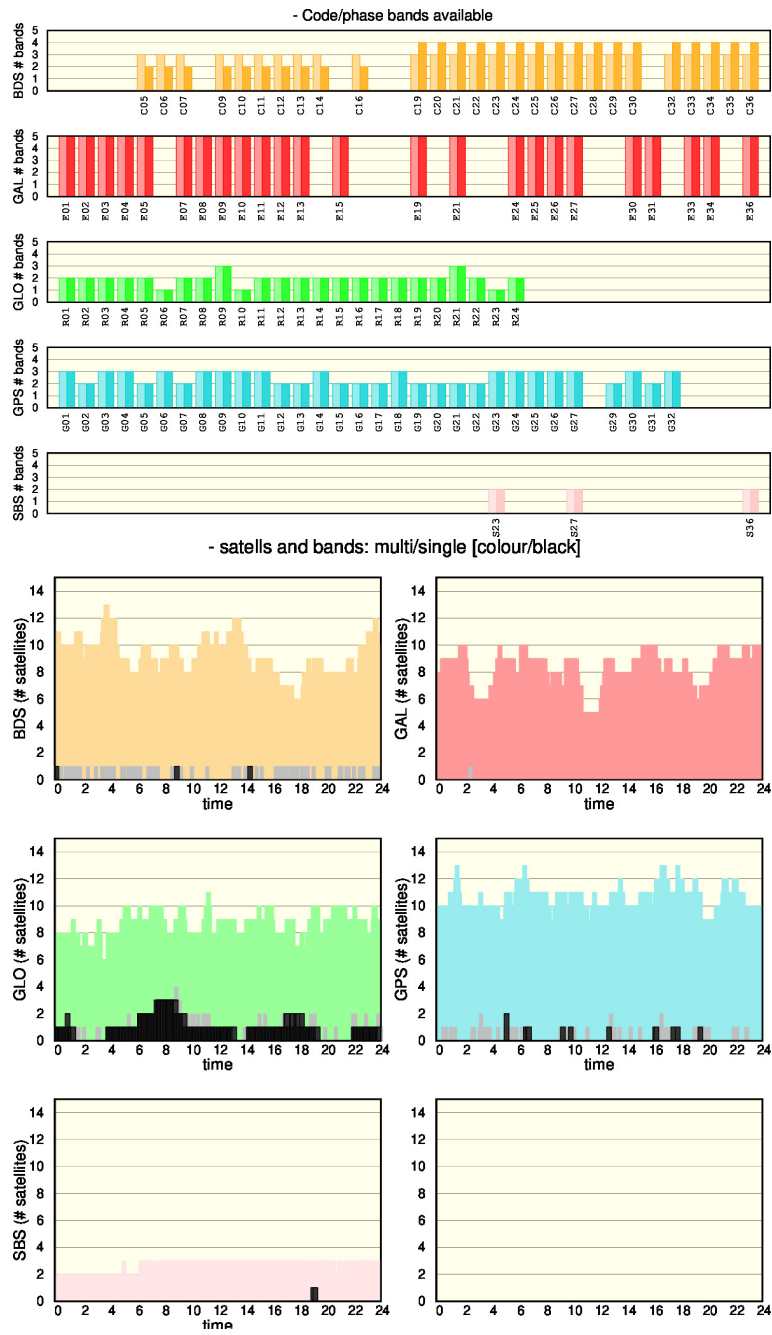 - Code/phase bands available
BDS # bands
5
4
3
2
1
0
C05 C06 C07 C09 C10 C11 C12 C13 C14 C16 C19 C20 C21 C22 C23 C24 C25 C26 C27 C28 C29 C30 C32 C33 C34 C35 C36
GAL # bands
5
4
3
2
1
0
E01 E02 E03 E04 E05 E07 E08 E09 E10 E11 E12 E13 E15 E19 E21 E24 E25 E26 E27 E30 E31 E33 E34 E36
GLO # bands
5
4
3
2
1
0
R01 R02 R03 R04 R05 R06 R07 R08 R09 R10 R11 R12 R13 R14 R15 R16 R17 R18 R19 R20 R21 R22 R23 R24
GPS # bands
5
4
3
2
1
0
G01 G02 G03 G04 G05 G06 G07 G08 G09 G10 G11 G12 G13 G14 G15 G16 G17 G18 G19 G20 G21 G22 G23 G24 G25 G26 G27 G29 G30 G31 G32
SBS # bands
5
4
3
2
1
0
S23 S27 S36
- satells and bands: multi/single [colour/black]
BDS (# satellites)
14
12
10
8
6
4
2
0
0 2 4 6 8 10 12 14 16 18 20 22 24
time
GAL (# satellites)
14
12
10
8
6
4
2
0
0 2 4 6 8 10 12 14 16 18 20 22 24
time
GLO (# satellites)
14
12
10
8
6
4
2
0
0 2 4 6 8 10 12 14 16 18 20 22 24
time
GPS (# satellites)
14
12
10
8
6
4
2
0
0 2 4 6 8 10 12 14 16 18 20 22 24
time
SBS (# satellites)
14
12
10
8
6
4
2
0
0 2 4 6 8 10 12 14 16 18 20 22 24
time
14
12
10
8
6
4
2
0
0 2 4 6 8 10 12 14 16 18 20 22 24